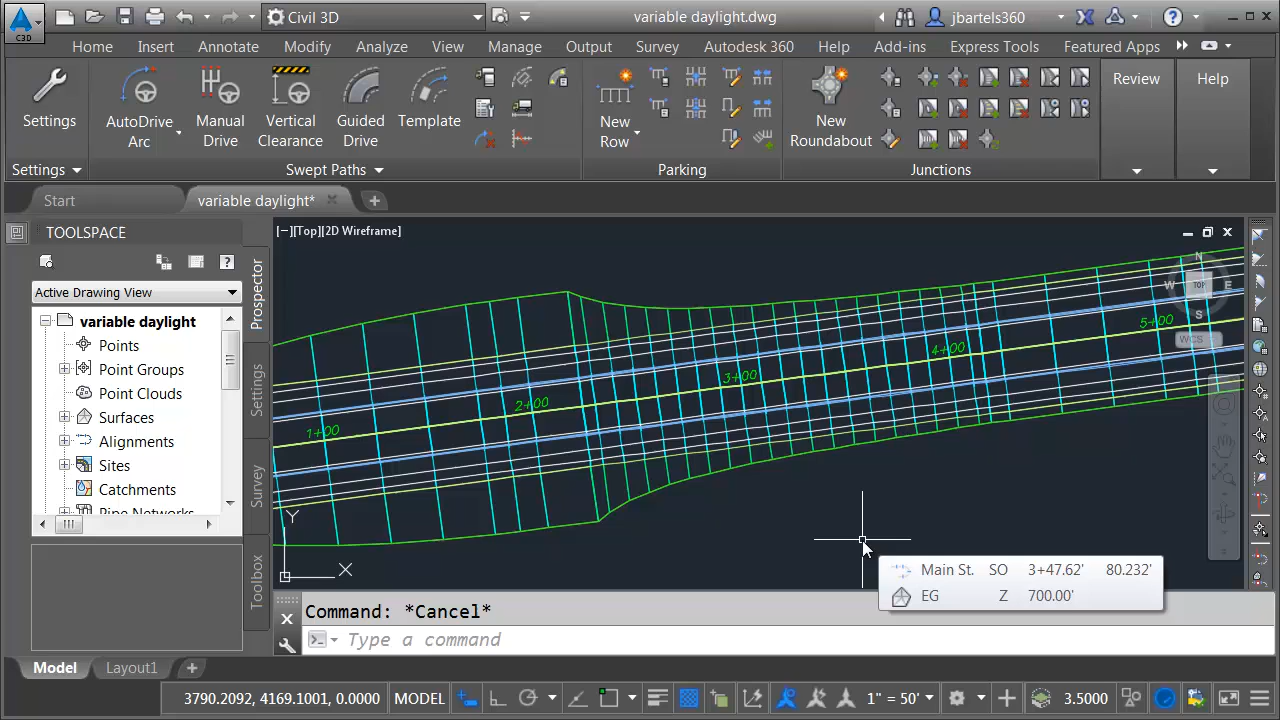 C3D
Civil 3D
variable daylight.dwg
jbartels360
Home Insert Annotate Modify Analyze View Manage Output Survey Autodesk 360 Help Add-ins Express Tools Featured Apps
Settings
AutoDrive
Arc
Manual
Drive
Vertical
Clearance
Guided
Drive
Template
New
Row
New
Roundabout
Review
Help
Settings
Swept Paths
Parking
Junctions
Start
variable daylight*
TOOLSPACE
Active Drawing View
variable daylight
Points
Point Groups
Point Clouds
Surfaces
Alignments
Sites
Catchments
Pipe Networks
Prospector
Settings
Survey
Toolbox
[−][Top][2D Wireframe]
N
W TOP E
S
WCS
1+00
2+00
3+00
4+00
5+00
Y
X
Main St. SO 3+47.62' 80.232'
EG Z 700.00'
Command: *Cancel*
Type a command
Model
Layout1
3790.2092, 4169.1001, 0.0000
MODEL
1" = 50'
3.5000